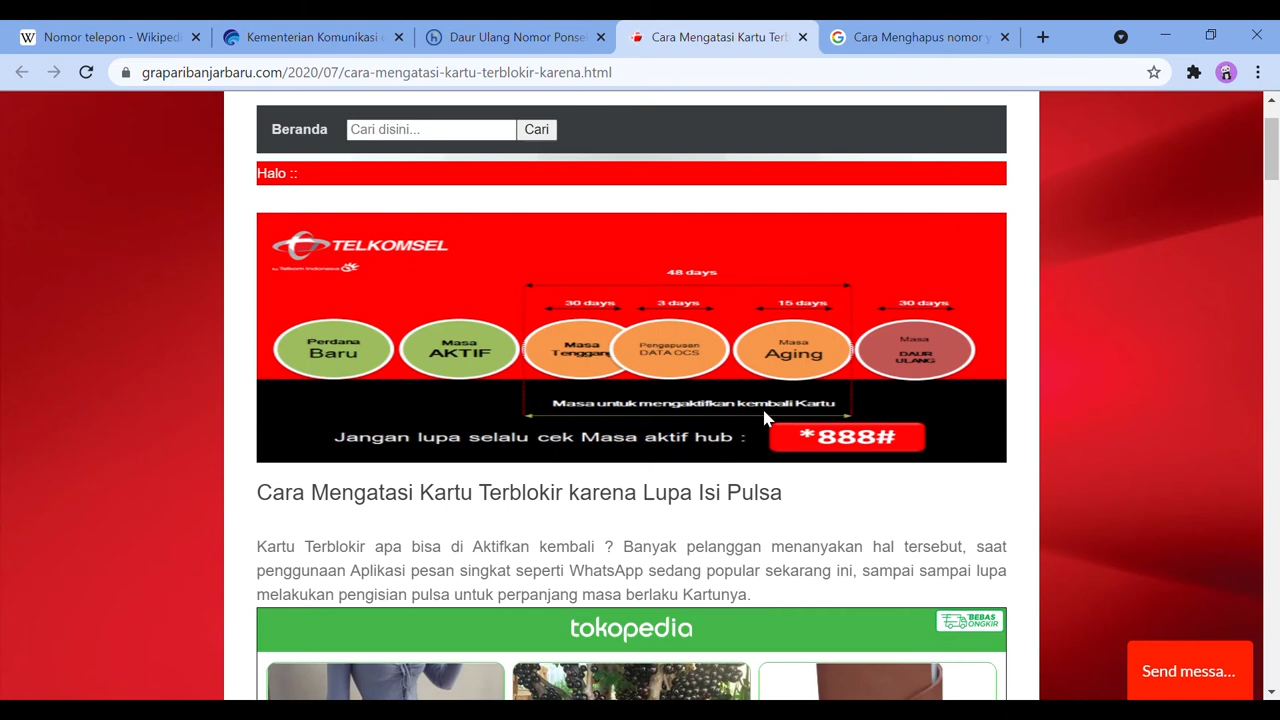 Nomor telepon - Wikiped
Kementerian Komunikasi
Daur Ulang Nomor Ponse
Cara Mengatasi Kartu Ter
Cara Menghapus nomor y
graparibanjarbaru.com/2020/07/cara-mengatasi-kartu-terblokir-karena.html
Beranda
Cari disini...
Cari
Halo ::
TELKOMSEL
by Telkom Indonesia
48 days
30 days
3 days
15 days
30 days
Perdana
Baru
Masa
AKTIF
Masa
Tenggan
Pengapusan
DATA OCS
Masa
Aging
Masa
DAUR
ULANG
Masa untuk mengaktifkan kembali Kartu
Jangan lupa selalu cek Masa aktif hub :
*888#
Cara Mengatasi Kartu Terblokir karena Lupa Isi Pulsa
Kartu Terblokir apa bisa di Aktifkan kembali ? Banyak pelanggan menanyakan hal tersebut, saat
penggunaan Aplikasi pesan singkat seperti WhatsApp sedang popular sekarang ini, sampai sampai lupa
melakukan pengisian pulsa untuk perpanjang masa berlaku Kartunya.
tokopedia
BEBAS
ONGKIR
Send messa...